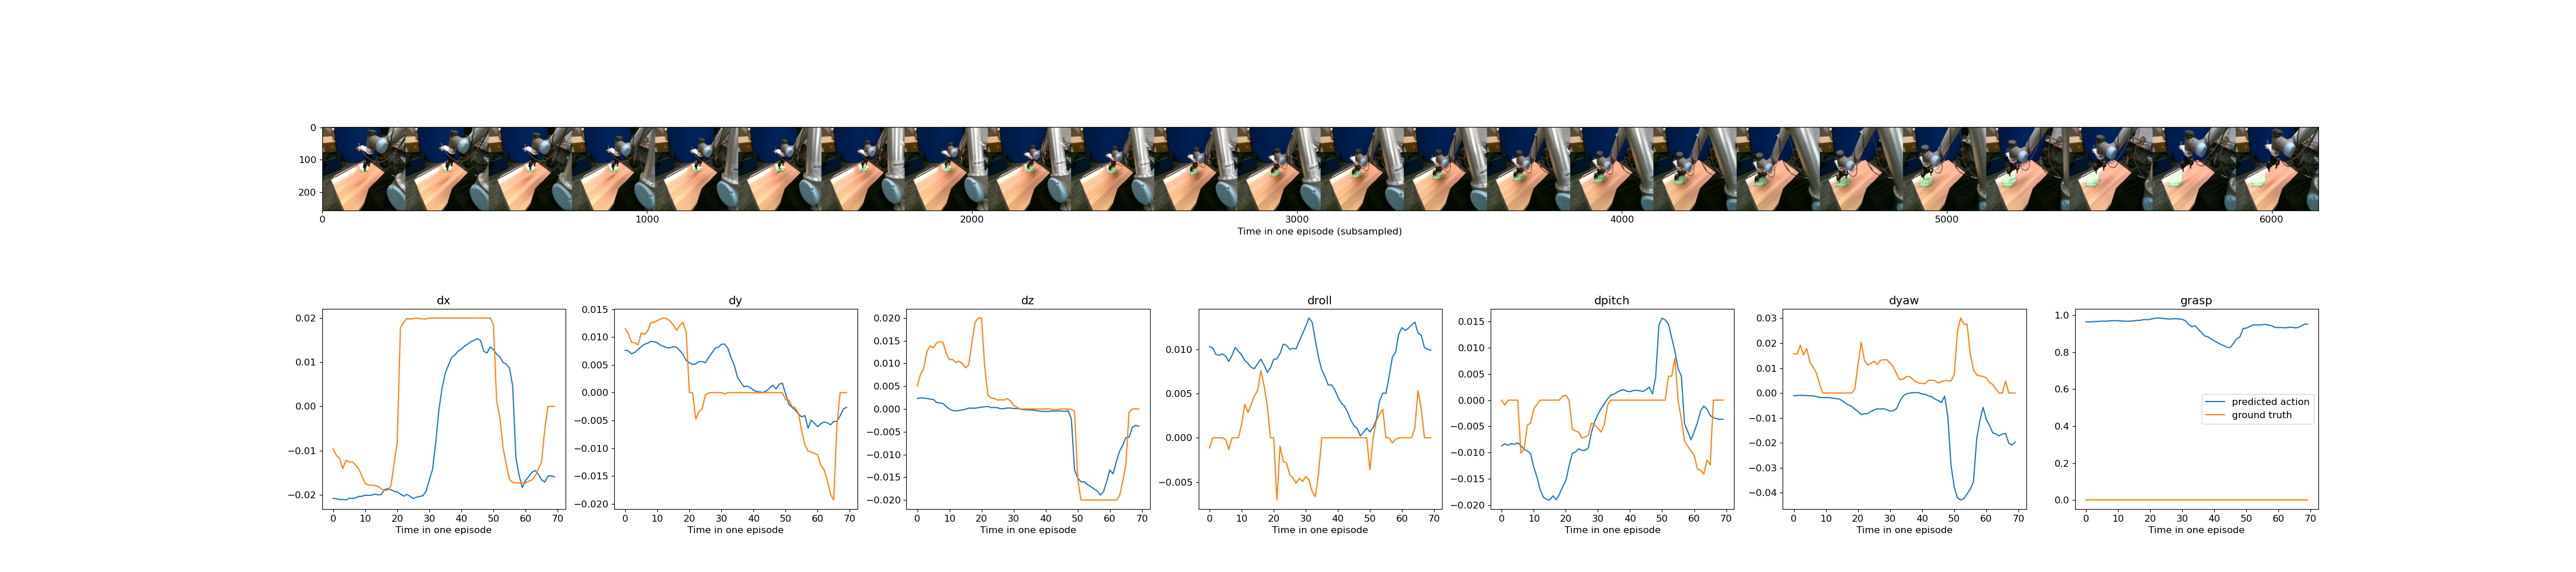 0
100
200
0 1000 2000 3000 4000 5000 6000
Time in one episode (subsampled)
dx
0.02
0.01
0.00
−0.01
−0.02
0 10 20 30 40 50 60 70
Time in one episode
dy
0.015
0.010
0.005
0.000
−0.005
−0.010
−0.015
−0.020
0 10 20 30 40 50 60 70
Time in one episode
dz
0.020
0.015
0.010
0.005
0.000
−0.005
−0.010
−0.015
−0.020
0 10 20 30 40 50 60 70
Time in one episode
droll
0.010
0.005
0.000
−0.005
0 10 20 30 40 50 60 70
Time in one episode
dpitch
0.015
0.010
0.005
0.000
−0.005
−0.010
−0.015
−0.020
0 10 20 30 40 50 60 70
Time in one episode
dyaw
0.03
0.02
0.01
0.00
−0.01
−0.02
−0.03
−0.04
0 10 20 30 40 50 60 70
Time in one episode
grasp
1.0
0.8
0.6
0.4
0.2
0.0
predicted action
ground truth
0 10 20 30 40 50 60 70
Time in one episode